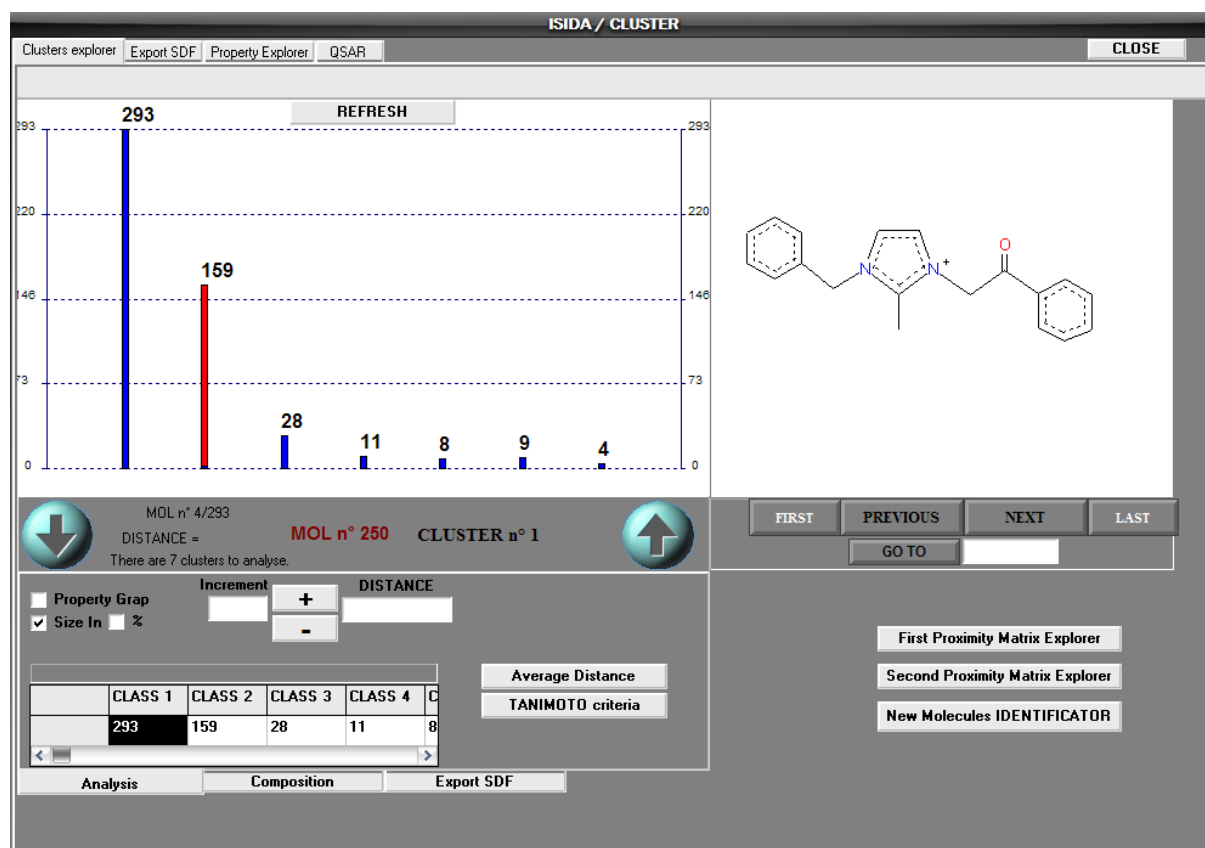 ISIDA / CLUSTER
Clusters explorer Export SDF Property Explorer QSAR CLOSE
REFRESH
293 293 293
220 220
159
146 146
73 73
28 11 8 9 4
0 0
O
N N +
MOL n° 4/293
DISTANCE = MOL n° 250 CLUSTER n° 1
There are 7 clusters to analyse.
FIRST PREVIOUS NEXT LAST
GO TO
Increment DISTANCE
Property Grap +
Size In % -
First Proximity Matrix Explorer
Average Distance Second Proximity Matrix Explorer
TANIMOTO criteria
CLASS 1 CLASS 2 CLASS 3 CLASS 4 C
New Molecules IDENTIFICATOR
293 159 28 11 8
Analysis Composition Export SDF